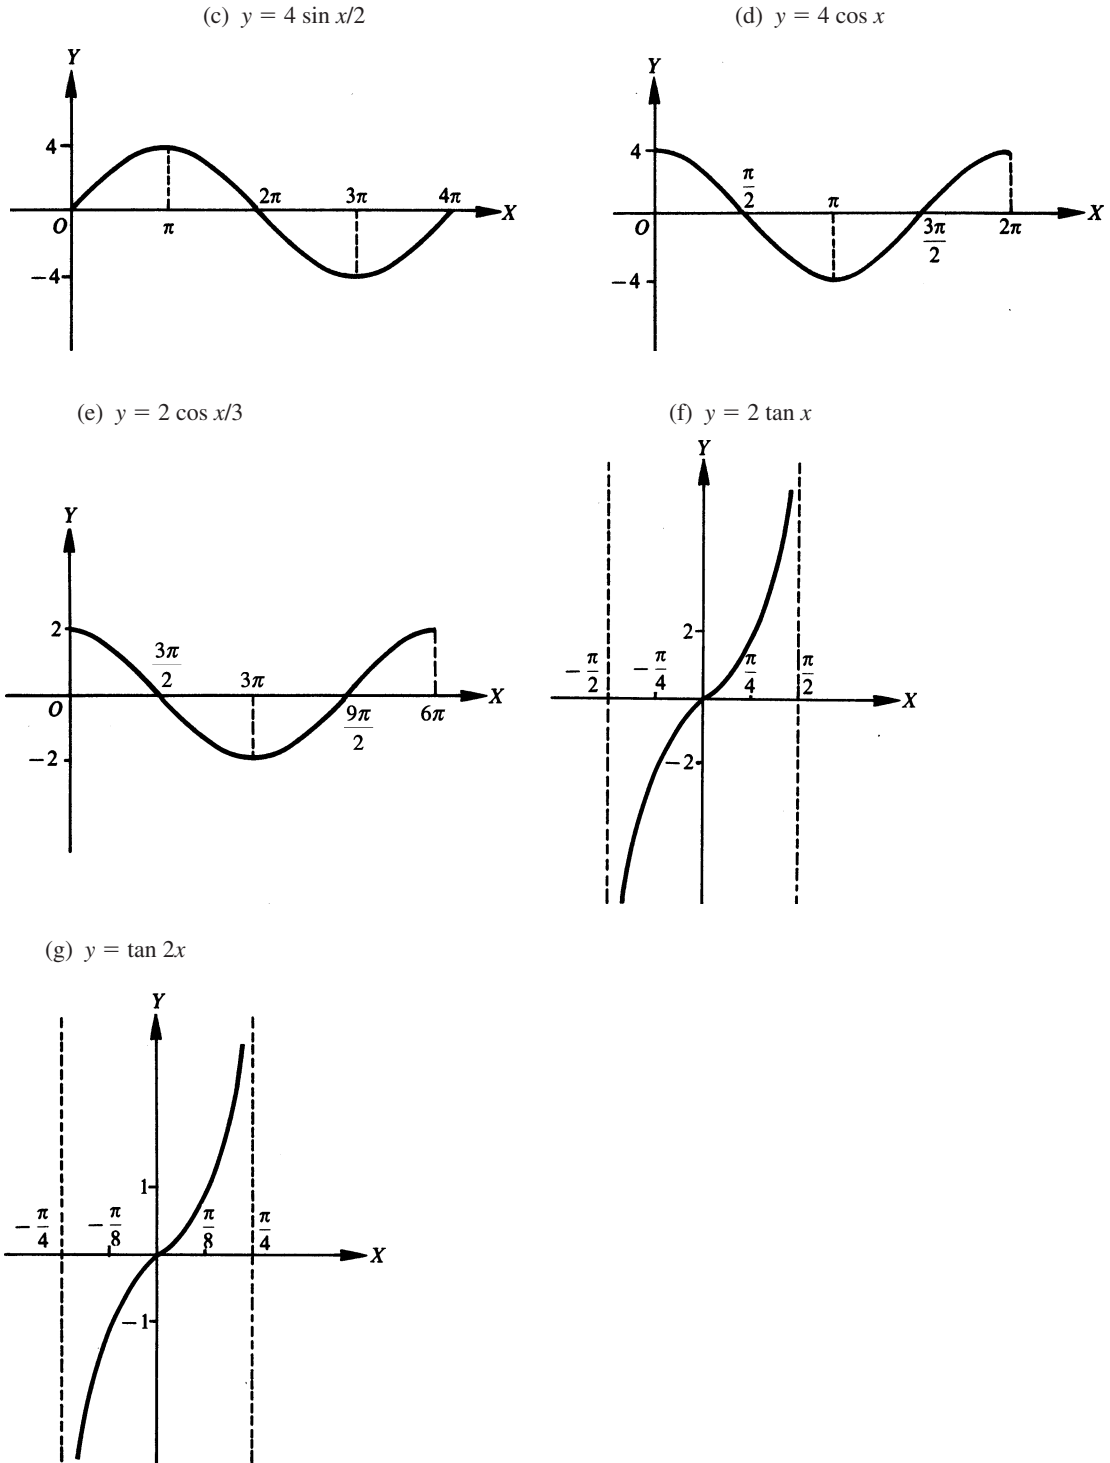 (c) y = 4 sin x/2
Y
4
O
π
2π
3π
4π
X
−4
(d) y = 4 cos x
Y
4
O
π/2
π
3π/2
2π
X
−4
(e) y = 2 cos x/3
Y
2
O
3π/2
3π
9π/2
6π
X
−2
(f) y = 2 tan x
Y
2
−π/2
−π/4
π/4
π/2
X
−2
(g) y = tan 2x
Y
1
−π/4
−π/8
π/8
π/4
X
−1